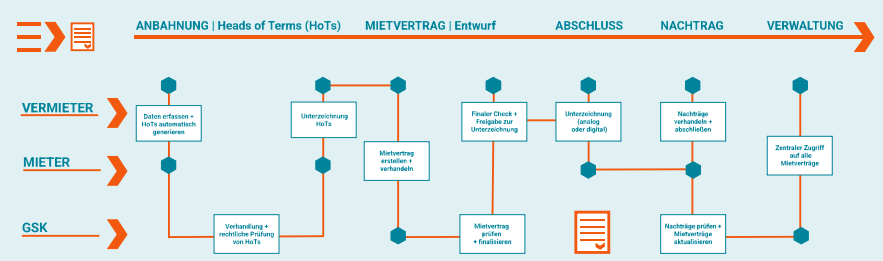 ANBAHNUNG | Heads of Terms (HoTs)
MIETVERTRAG | Entwurf
ABSCHLUSS
NACHTRAG
VERWALTUNG
VERMIETER
Daten erfassen +
HoTs automatisch
generieren
Unterzeichnung
HoTs
Mietvertrag
erstellen +
verhandeln
Finaler Check +
Freigabe zur
Unterzeichnung
Unterzeichnung
(analog
oder digital)
Nachträge
verhandeln +
abschließen
Zentraler Zugriff
auf alle
Mietverträge
MIETER
GSK
Verhandlung +
rechtliche Prüfung
von HoTs
Mietvertrag
prüfen
+ finalisieren
Nachträge prüfen +
Mietverträge
aktualisieren